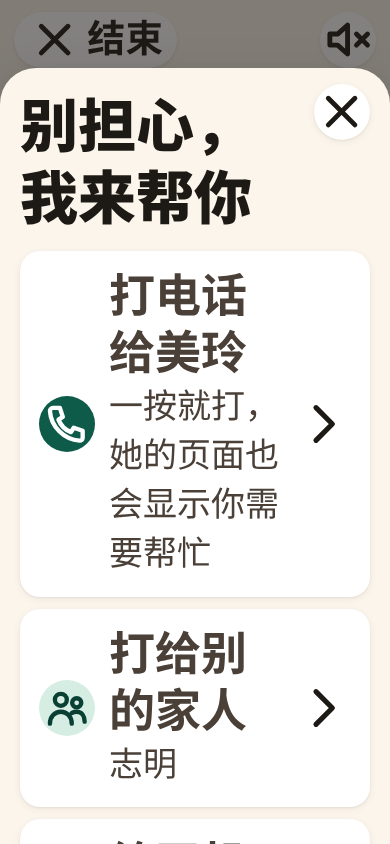 结束
别担心，
我来帮你
打电话
给美玲
一按就打，
她的页面也
会显示你需
要帮忙
打给别
的家人
志明